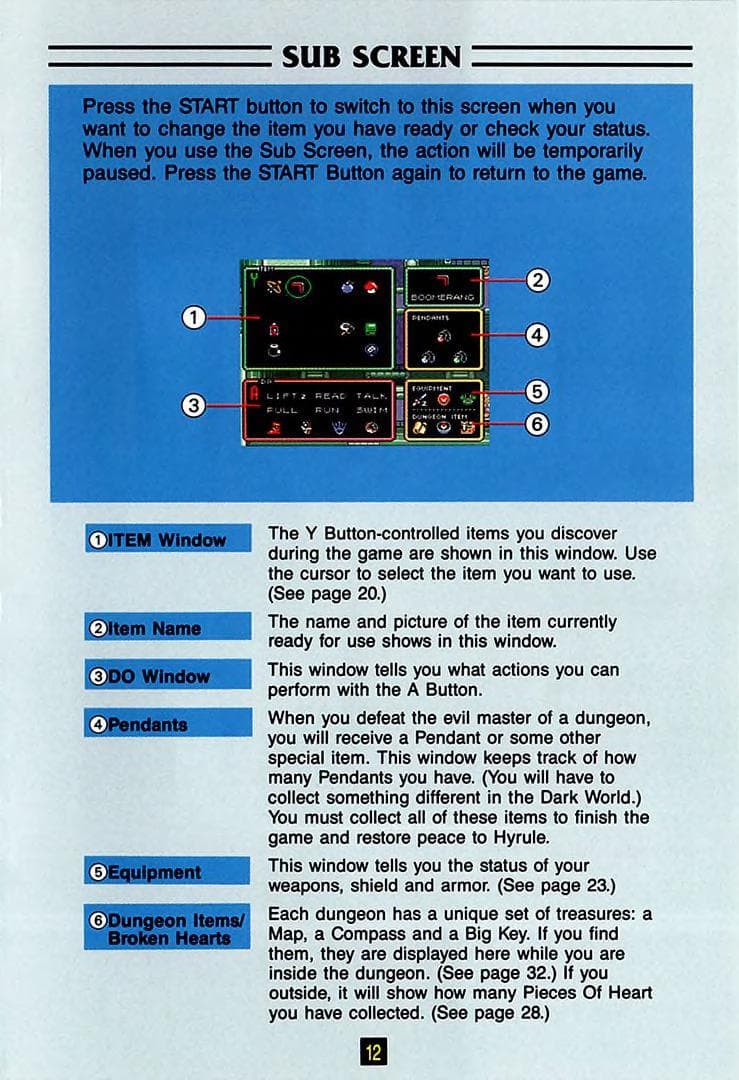 SUB SCREEN
Press the START button to switch to this screen when you
want to change the item you have ready or check your status.
When you use the Sub Screen, the action will be temporarily
paused. Press the START Button again to return to the game.
1
2
3
4
5
6
Y ITEM
BOOMERANG
PENDANTS
A DO
LIFT.2 READ TALK
PULL RUN SWIM
EQUIPMENT
DUNGEON ITEM
①ITEM Window
The Y Button-controlled items you discover
during the game are shown in this window. Use
the cursor to select the item you want to use.
(See page 20.)
②Item Name
The name and picture of the item currently
ready for use shows in this window.
③DO Window
This window tells you what actions you can
perform with the A Button.
④Pendants
When you defeat the evil master of a dungeon,
you will receive a Pendant or some other
special item. This window keeps track of how
many Pendants you have. (You will have to
collect something different in the Dark World.)
You must collect all of these items to finish the
game and restore peace to Hyrule.
⑤Equipment
This window tells you the status of your
weapons, shield and armor. (See page 23.)
⑥Dungeon Items/
Broken Hearts
Each dungeon has a unique set of treasures: a
Map, a Compass and a Big Key. If you find
them, they are displayed here while you are
inside the dungeon. (See page 32.) If you
outside, it will show how many Pieces Of Heart
you have collected. (See page 28.)
12